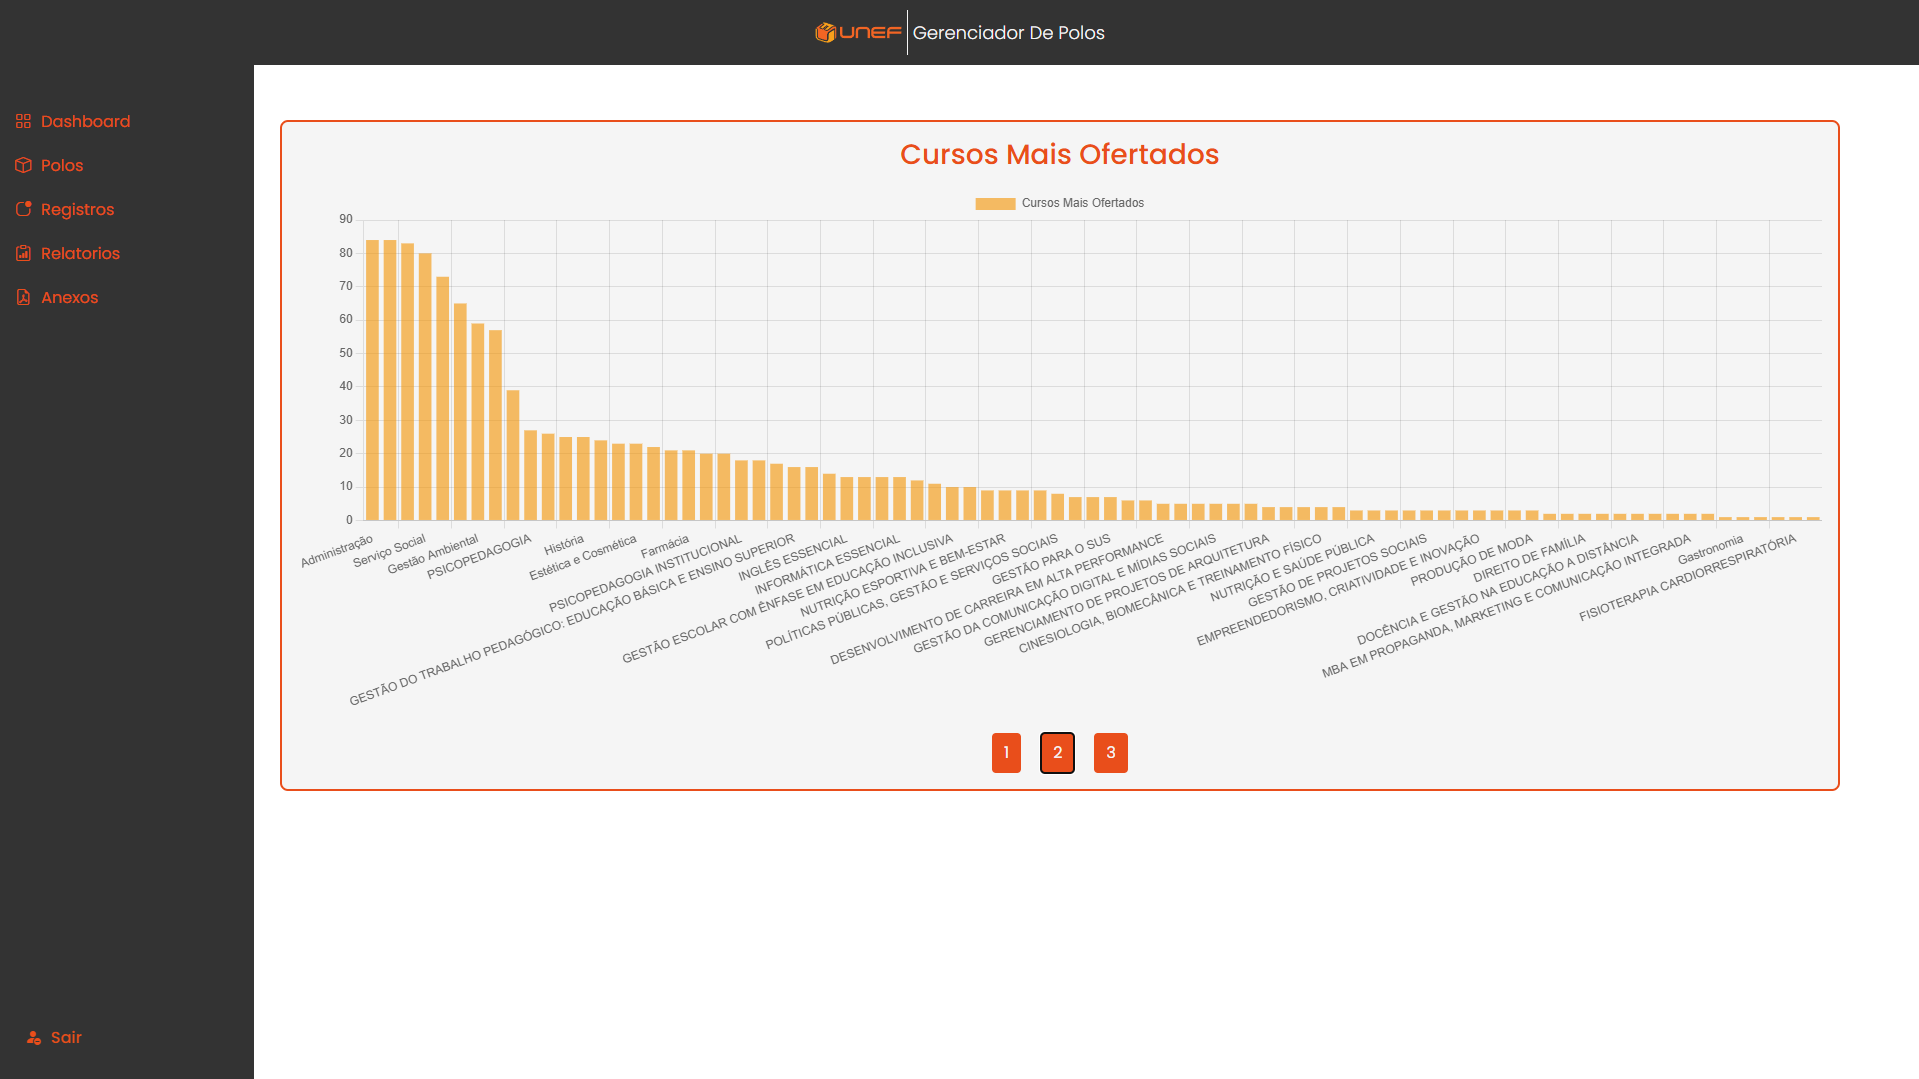 UNEF
Gerenciador De Polos
Dashboard
Polos
Registros
Relatorios
Anexos
Sair
Cursos Mais Ofertados
Cursos Mais Ofertados
90
80
70
60
50
40
30
20
10
0
Administração
Serviço Social
Gestão Ambiental
PSICOPEDAGOGIA
História
Estética e Cosmética
Farmácia
PSICOPEDAGOGIA INSTITUCIONAL
GESTÃO DO TRABALHO PEDAGÓGICO: EDUCAÇÃO BÁSICA E ENSINO SUPERIOR
INGLÊS ESSENCIAL
INFORMÁTICA ESSENCIAL
GESTÃO ESCOLAR COM ÊNFASE EM EDUCAÇÃO INCLUSIVA
NUTRIÇÃO ESPORTIVA E BEM-ESTAR
POLÍTICAS PÚBLICAS, GESTÃO E SERVIÇOS SOCIAIS
GESTÃO PARA O SUS
DESENVOLVIMENTO DE CARREIRA EM ALTA PERFORMANCE
GESTÃO DA COMUNICAÇÃO DIGITAL E MÍDIAS SOCIAIS
GERENCIAMENTO DE PROJETOS DE ARQUITETURA
CINESIOLOGIA, BIOMECÂNICA E TREINAMENTO FÍSICO
NUTRIÇÃO E SAÚDE PÚBLICA
GESTÃO DE PROJETOS SOCIAIS
EMPREENDEDORISMO, CRIATIVIDADE E INOVAÇÃO
PRODUÇÃO DE MODA
DIREITO DE FAMÍLIA
DOCÊNCIA E GESTÃO NA EDUCAÇÃO A DISTÂNCIA
MBA EM PROPAGANDA, MARKETING E COMUNICAÇÃO INTEGRADA
Gastronomia
FISIOTERAPIA CARDIORRESPIRATÓRIA
1
2
3